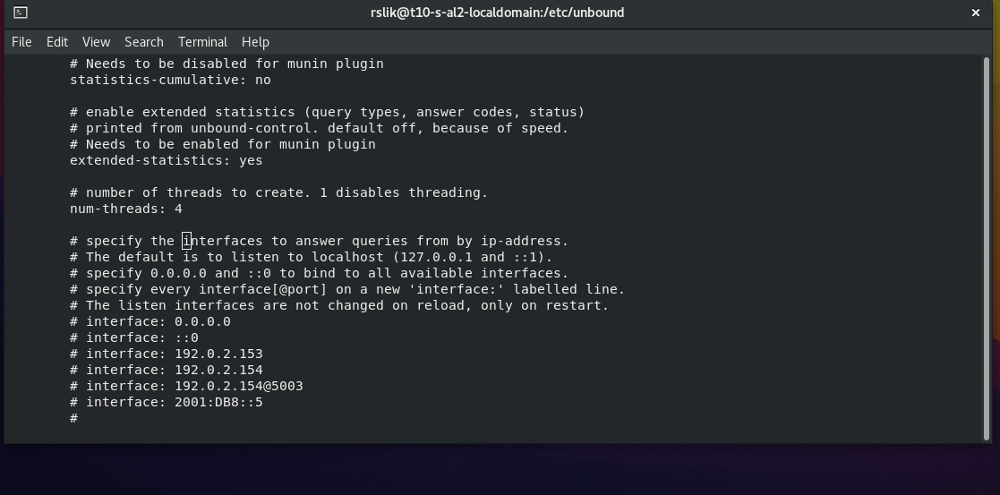 rslik@t10-s-al2-localdomain:/etc/unbound
File Edit View Search Terminal Help
# Needs to be disabled for munin plugin
statistics-cumulative: no
# enable extended statistics (query types, answer codes, status)
# printed from unbound-control. default off, because of speed.
# Needs to be enabled for munin plugin
extended-statistics: yes
# number of threads to create. 1 disables threading.
num-threads: 4
# specify the interfaces to answer queries from by ip-address.
# The default is to listen to localhost (127.0.0.1 and ::1).
# specify 0.0.0.0 and ::0 to bind to all available interfaces.
# specify every interface[@port] on a new 'interface:' labelled line.
# The listen interfaces are not changed on reload, only on restart.
# interface: 0.0.0.0
# interface: ::0
# interface: 192.0.2.153
# interface: 192.0.2.154
# interface: 192.0.2.154@5003
# interface: 2001:DB8::5
#